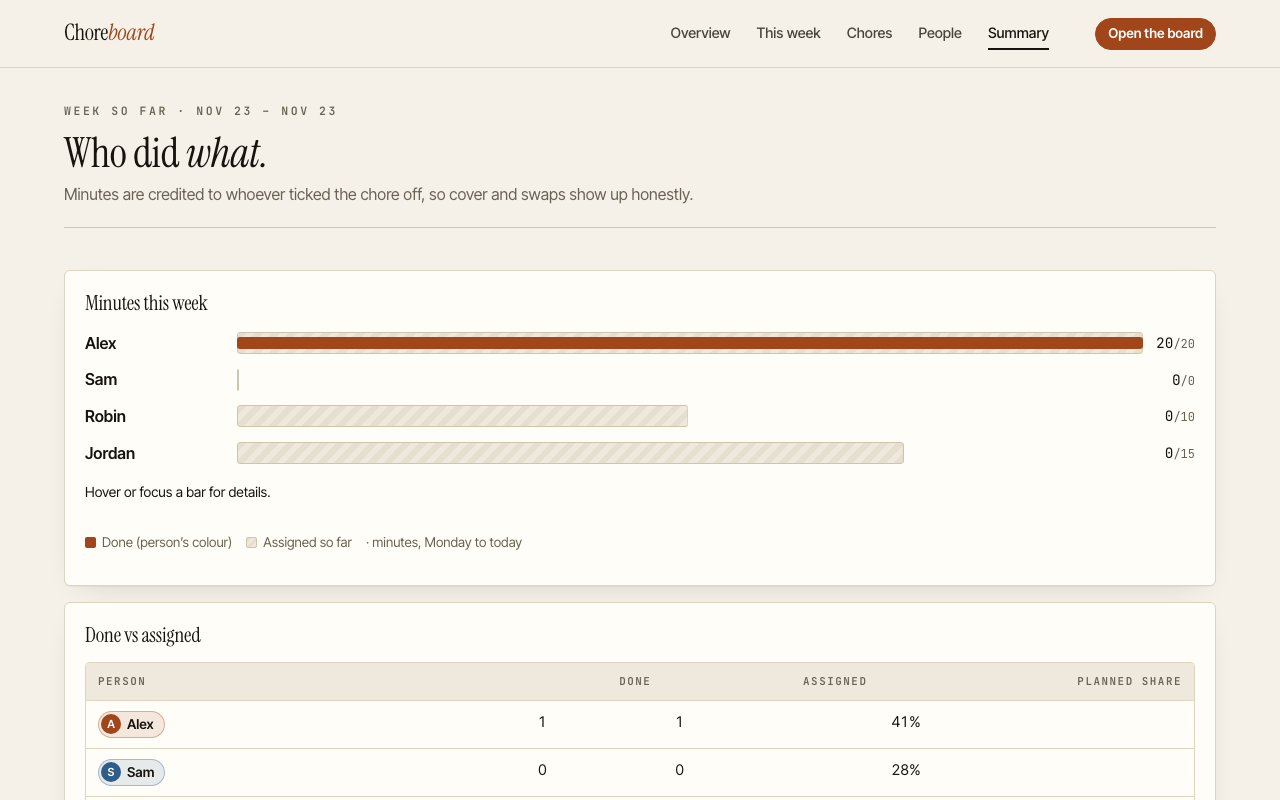 Choreboard
Overview This week Chores People Summary Open the board
WEEK SO FAR · NOV 23 – NOV 23
Who did what.
Minutes are credited to whoever ticked the chore off, so cover and swaps show up honestly.
Minutes this week
Alex 20/20
Sam 0/0
Robin 0/10
Jordan 0/15
Hover or focus a bar for details.
Done (person’s colour) Assigned so far · minutes, Monday to today
Done vs assigned
PERSON DONE ASSIGNED PLANNED SHARE
A Alex 1 1 41%
S Sam 0 0 28%